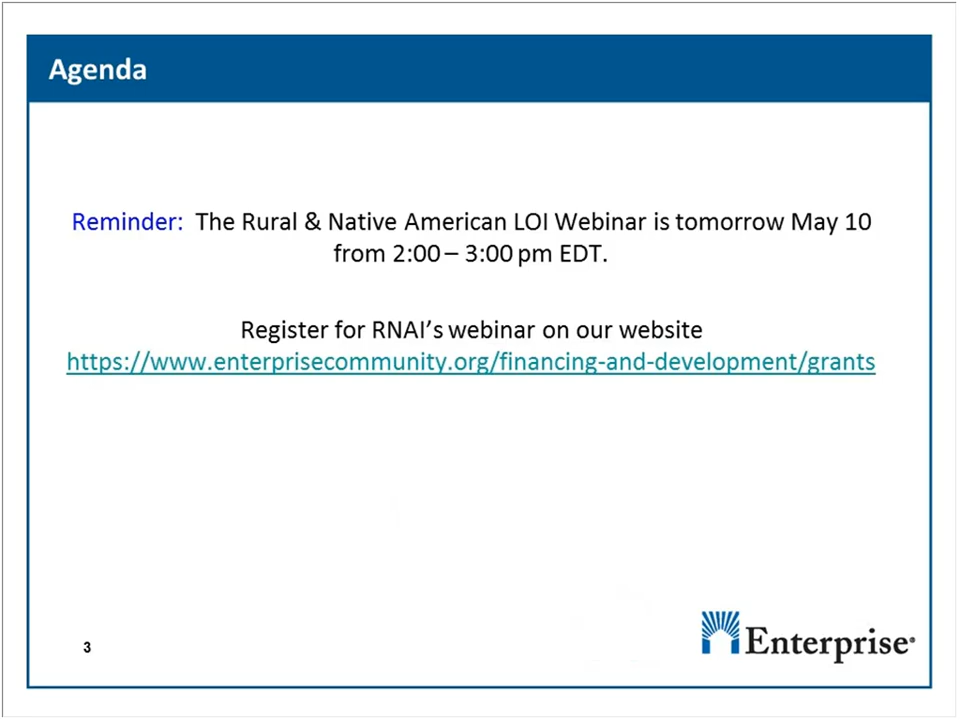 Agenda
Reminder:  The Rural & Native American LOI Webinar is tomorrow May 10
from 2:00 – 3:00 pm EDT.
Register for RNAI’s webinar on our website
https://www.enterprisecommunity.org/financing-and-development/grants
3
Enterprise®